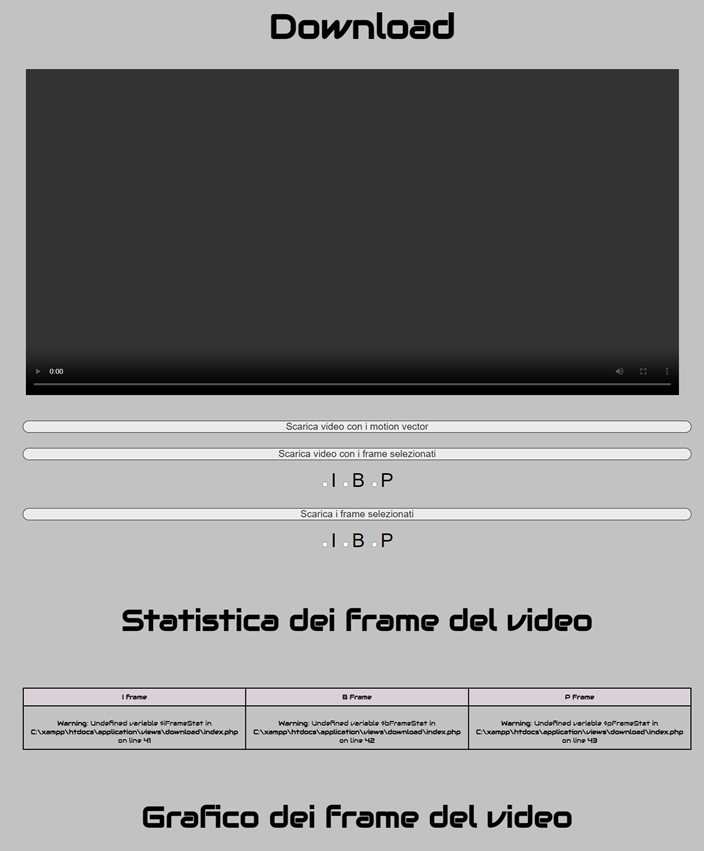 Download
0:00
Scarica video con i motion vector
Scarica video con i frame selezionati
I B P
Scarica i frame selezionati
I B P
Statistica dei frame del video
I frame B Frame P Frame
Warning: Undefined variable $iFrameStat in
C:\xampp\htdocs\application\views\download\index.php
on line 41
Warning: Undefined variable $bFrameStat in
C:\xampp\htdocs\application\views\download\index.php
on line 42
Warning: Undefined variable $pFrameStat in
C:\xampp\htdocs\application\views\download\index.php
on line 43
Grafico dei frame del video